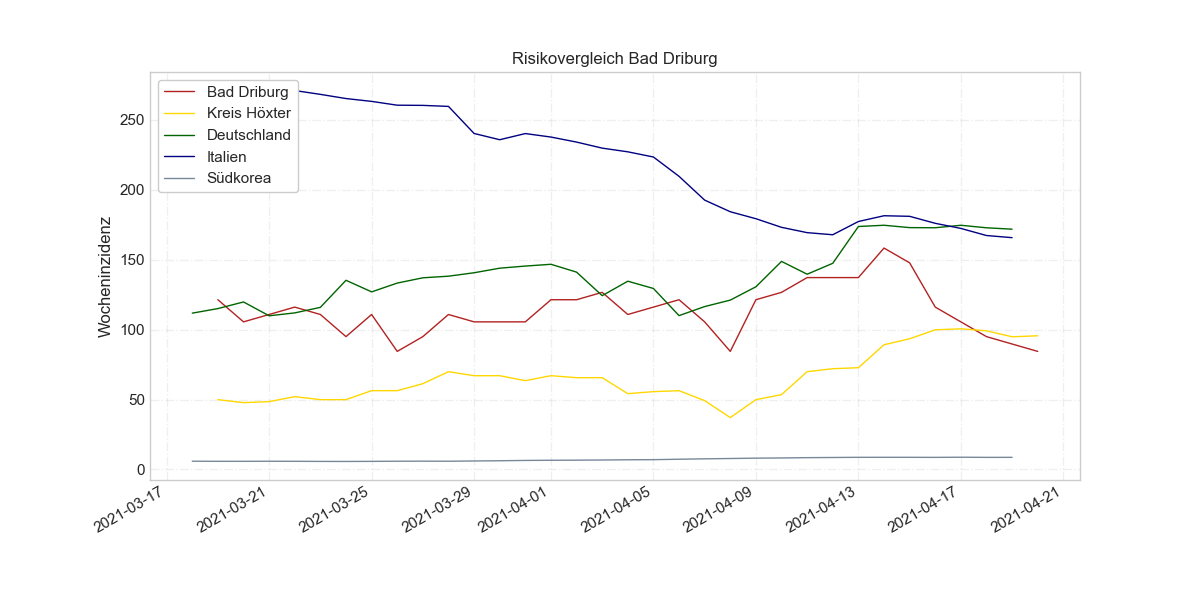 Risikovergleich Bad Driburg
Bad Driburg
Kreis Höxter
Deutschland
Italien
Südkorea
Wocheninzidenz
250
200
150
100
50
0
2021-03-17
2021-03-21
2021-03-25
2021-03-29
2021-04-01
2021-04-05
2021-04-09
2021-04-13
2021-04-17
2021-04-21